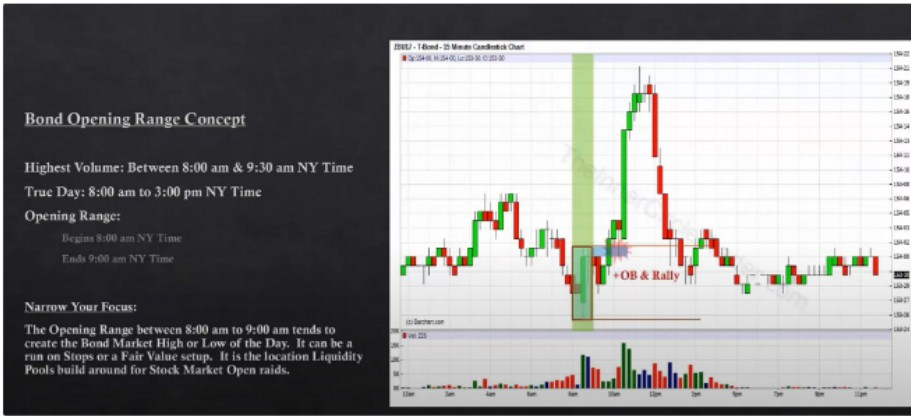 Bond Opening Range Concept
Highest Volume: Between 8:00 am & 9:30 am NY Time
True Day: 8:00 am to 3:00 pm NY Time
Opening Range:
Begins 8:00 am NY Time
Ends 9:00 am NY Time
Narrow Your Focus:
The Opening Range between 8:00 am to 9:00 am tends to
create the Bond Market High or Low of the Day. It can be a
run on Stops or a Fair Value setup. It is the location Liquidity
Pools build around for Stock Market Open raids.
T-Bond - 15 Minute Candlestick Chart
+OB & Rally
(c) Barchart.com